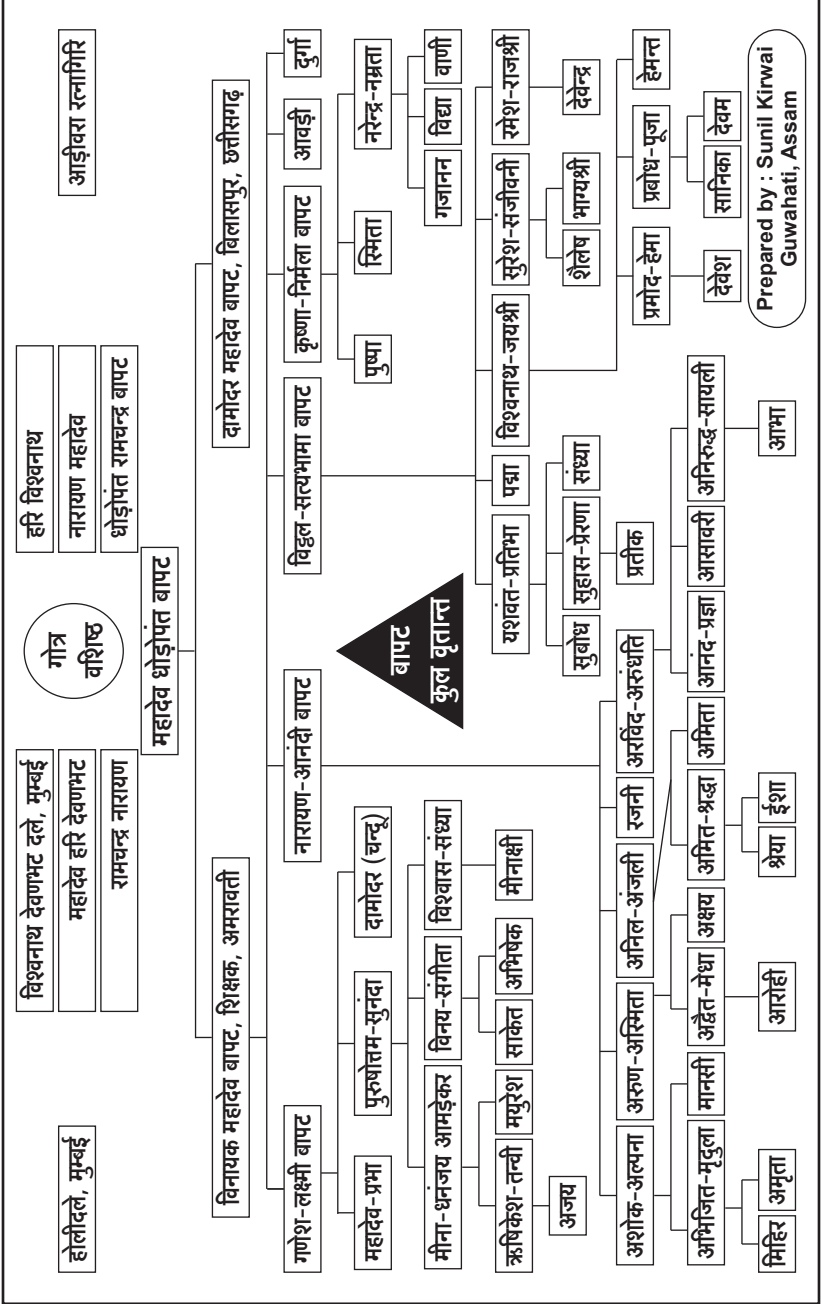 होलीदले, मुम्बई
विश्वनाथ देवणभट दले, मुम्बई
महादेव हरि देवणभट
रामचन्द्र नारायण
गोत्र
वशिष्ठ
हरि विश्वनाथ
नारायण महादेव
धोड़ोपंत रामचन्द्र बापट
आड़ीवरा रत्नागिरि
महादेव धोड़ोपंत बापट
विनायक महादेव बापट, शिक्षक, अमरावती
दामोदर महादेव बापट, बिलासपुर, छत्तीसगढ़
गणेश-लक्ष्मी बापट
नारायण-आनंदी बापट
विठ्ठल-सत्यभामा बापट
कृष्णा-निर्मला बापट
आवड़ी
दुर्गा
महादेव-प्रभा
पुरुषोत्तम-सुनंदा
दामोदर (चन्दू)
बापट
कुल वृतान्त
पुष्पा
स्मिता
नरेन्द्र-नम्रता
मीना-धनंजय आमड़ेकर
विनय-संगीता
विश्वास-संध्या
गजानन
विद्या
वाणी
ऋषिकेश-तन्वी
मयुरेश
साकेत
अभिषेक
मीनाक्षी
यशवंत-प्रतिभा
पद्मा
विश्वनाथ-जयश्री
सुरेश-संजीवनी
रमेश-राजश्री
अजय
सुबोध
सुहास-प्रेरणा
संध्या
शैलेष
भाग्यश्री
देवेन्द्र
अशोक-अल्पना
अरुण-अस्मिता
अनिल-अंजली
रजनी
अरविंद-अरुंधति
प्रतीक
प्रमोद-हेमा
प्रबोध-पूजा
हेमन्त
अभिजित-मृदुला
मानसी
अद्वैत-मेधा
अक्षय
अमित-श्रद्धा
अमिता
आनंद-प्रज्ञा
आसावरी
अनिरुद्ध-सायली
देवेश
सानिका
देवम
मिहिर
अमृता
आरोही
श्रेया
ईशा
आभा
Prepared by : Sunil Kirwai
Guwahati, Assam